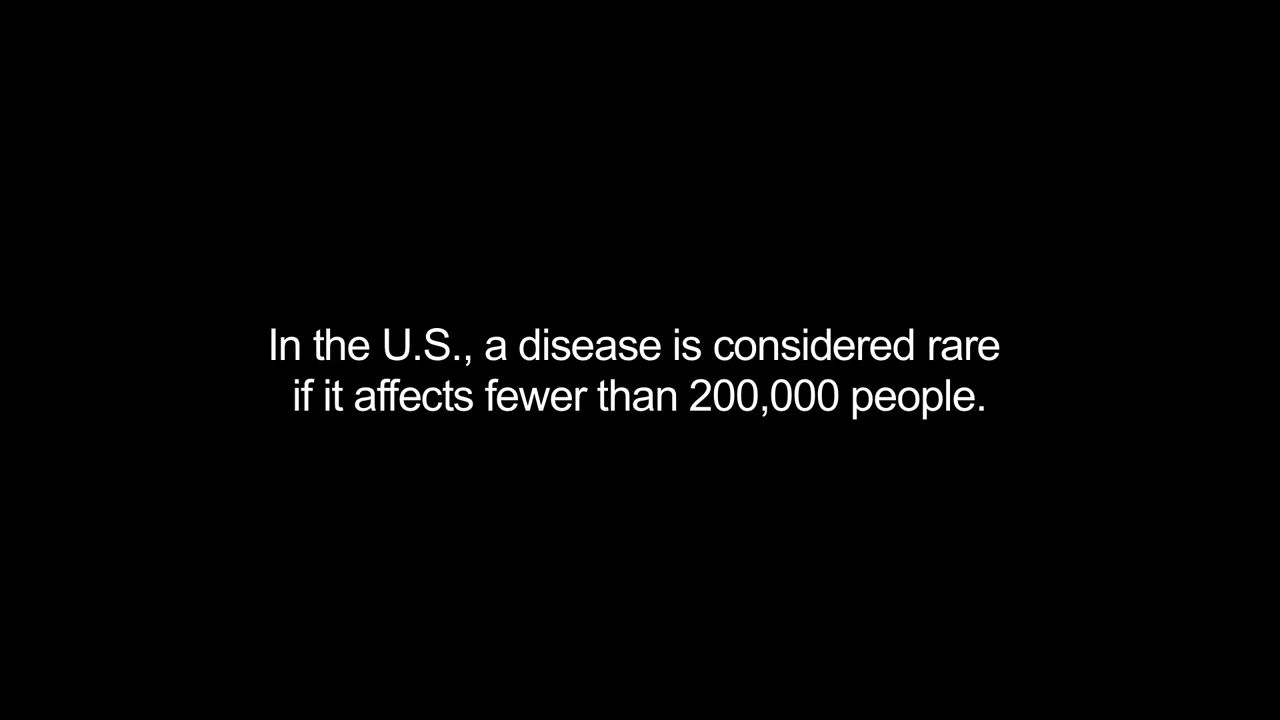 In the U.S., a disease is considered rare
if it affects fewer than 200,000 people.